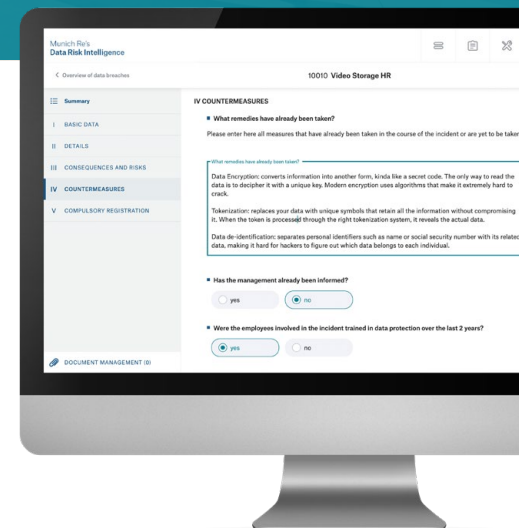 Munich Re's
Data Risk Intelligence
Overview of data breaches
10010 Video Storage HR
Summary
I BASIC DATA
II DETAILS
III CONSEQUENCES AND RISKS
IV COUNTERMEASURES
V COMPULSORY REGISTRATION
DOCUMENT MANAGEMENT (0)
IV COUNTERMEASURES
What remedies have already been taken?
Please enter here all measures that have already been taken in the course of the incident or are yet to be taken
What remedies have already been taken?
Data Encryption: converts information into another form, kinda like a secret code. The only way to read the
data is to decipher it with a unique key. Modern encryption uses algorithms that make it extremely hard to
crack.
Tokenization: replaces your data with unique symbols that retain all the information without compromising
it. When the token is processed through the right tokenization system, it reveals the actual data.
Data de-identification: separates personal identifiers such as name or social security number with its related
data, making it hard for hackers to figure out which data belongs to each individual.
Has the management already been informed?
yes no
Were the employees involved in the incident trained in data protection over the last 2 years?
yes no